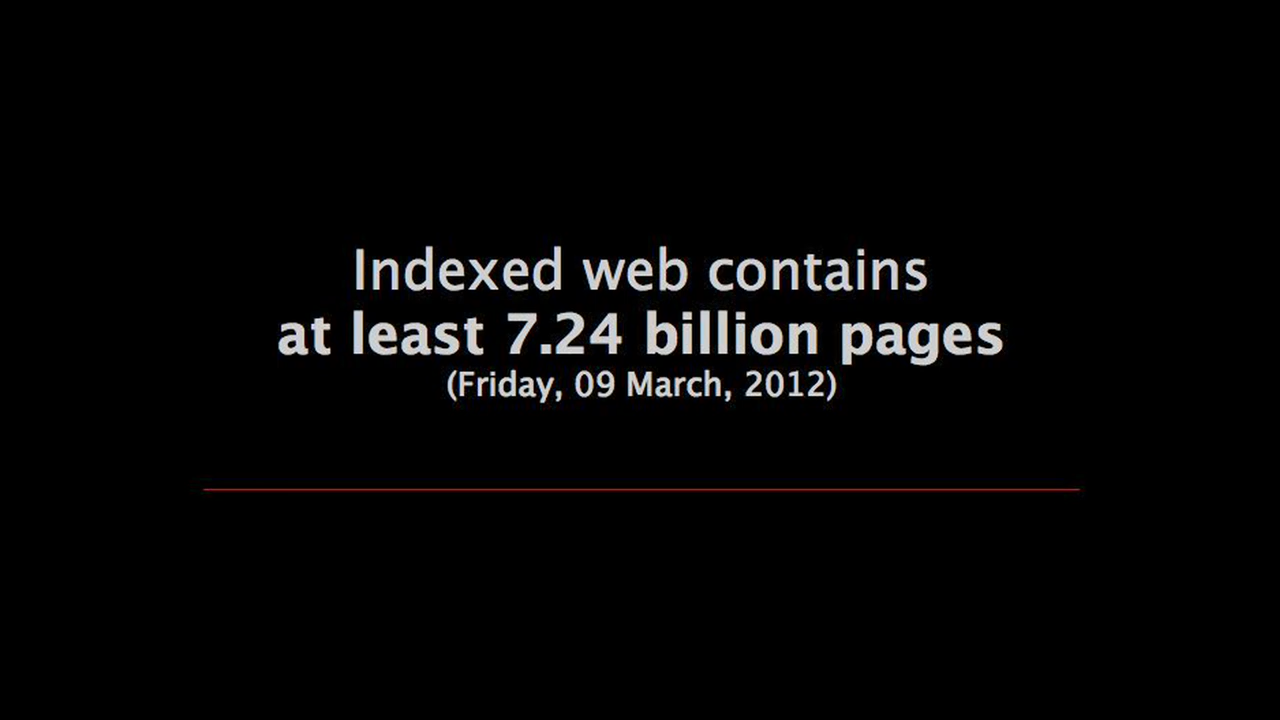 Indexed web contains
at least 7.24 billion pages
(Friday, 09 March, 2012)